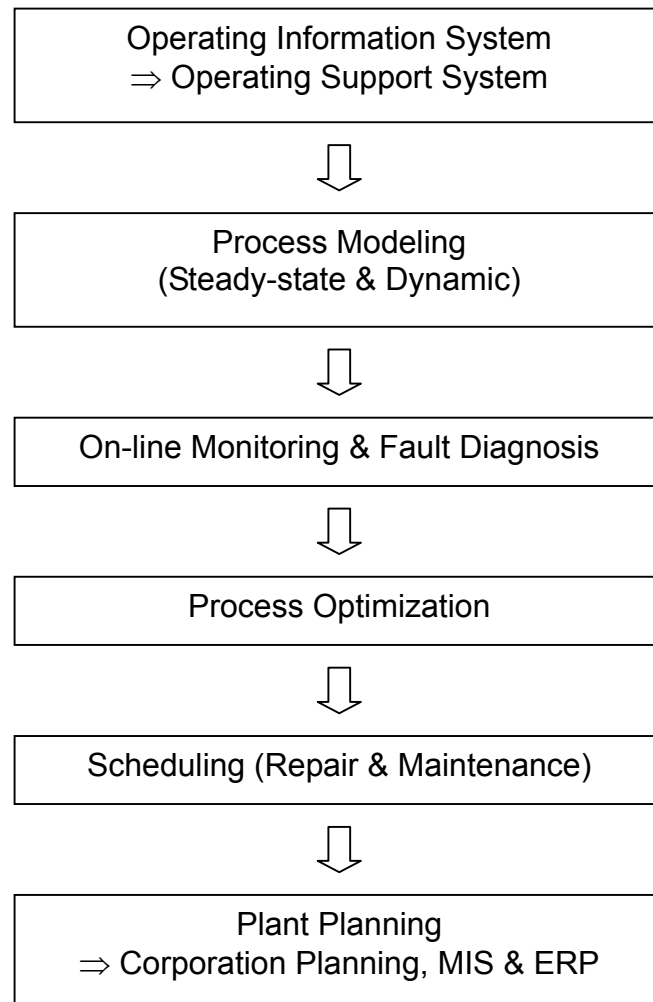 Operating Information System
⇒ Operating Support System
Process Modeling
(Steady-state & Dynamic)
On-line Monitoring & Fault Diagnosis
Process Optimization
Scheduling (Repair & Maintenance)
Plant Planning
⇒ Corporation Planning, MIS & ERP